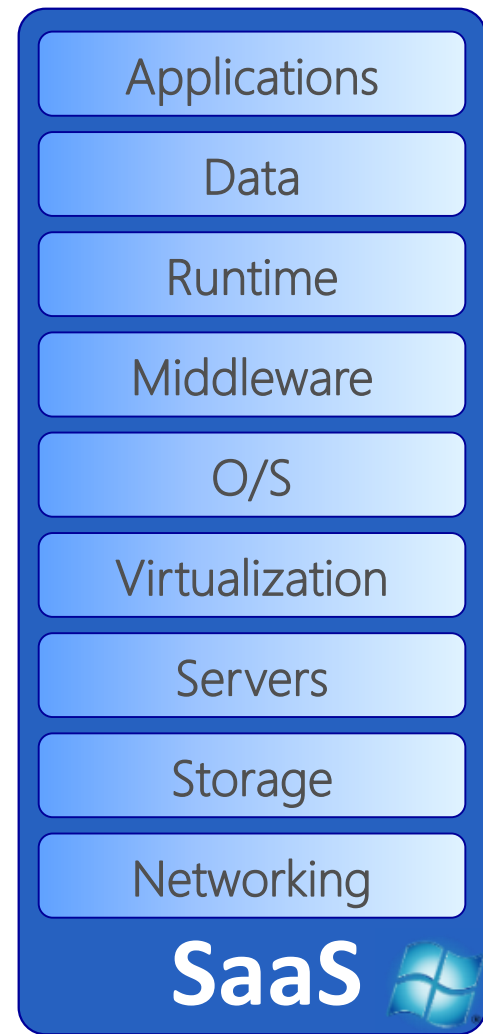 Applications
Data
Runtime
Middleware
O/S
Virtualization
Servers
Storage
Networking
SaaS